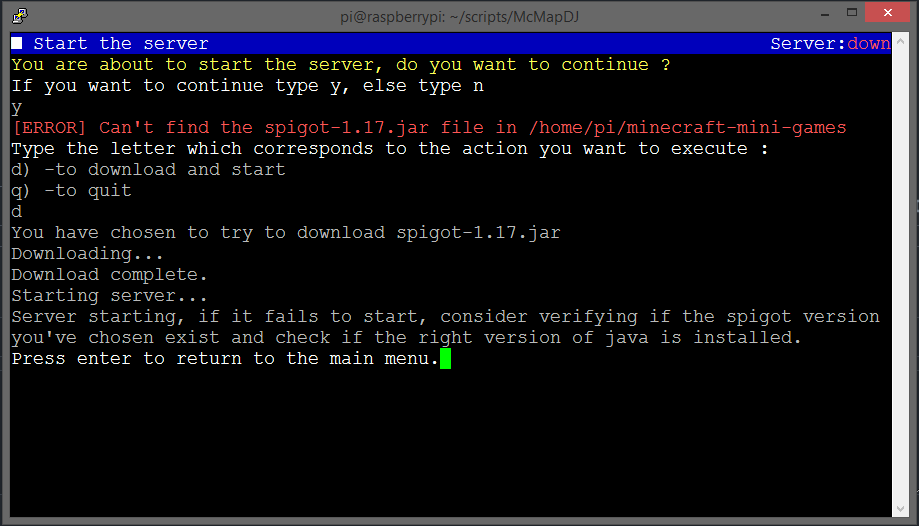 pi@raspberrypi: ~/scripts/McMapDJ
Start the server Server:down
You are about to start the server, do you want to continue ?
If you want to continue type y, else type n
y
[ERROR] Can't find the spigot-1.17.jar file in /home/pi/minecraft-mini-games
Type the letter which corresponds to the action you want to execute :
d) -to download and start
q) -to quit
d
You have chosen to try to download spigot-1.17.jar
Downloading...
Download complete.
Starting server...
Server starting, if it fails to start, consider verifying if the spigot version
you've chosen exist and check if the right version of java is installed.
Press enter to return to the main menu.